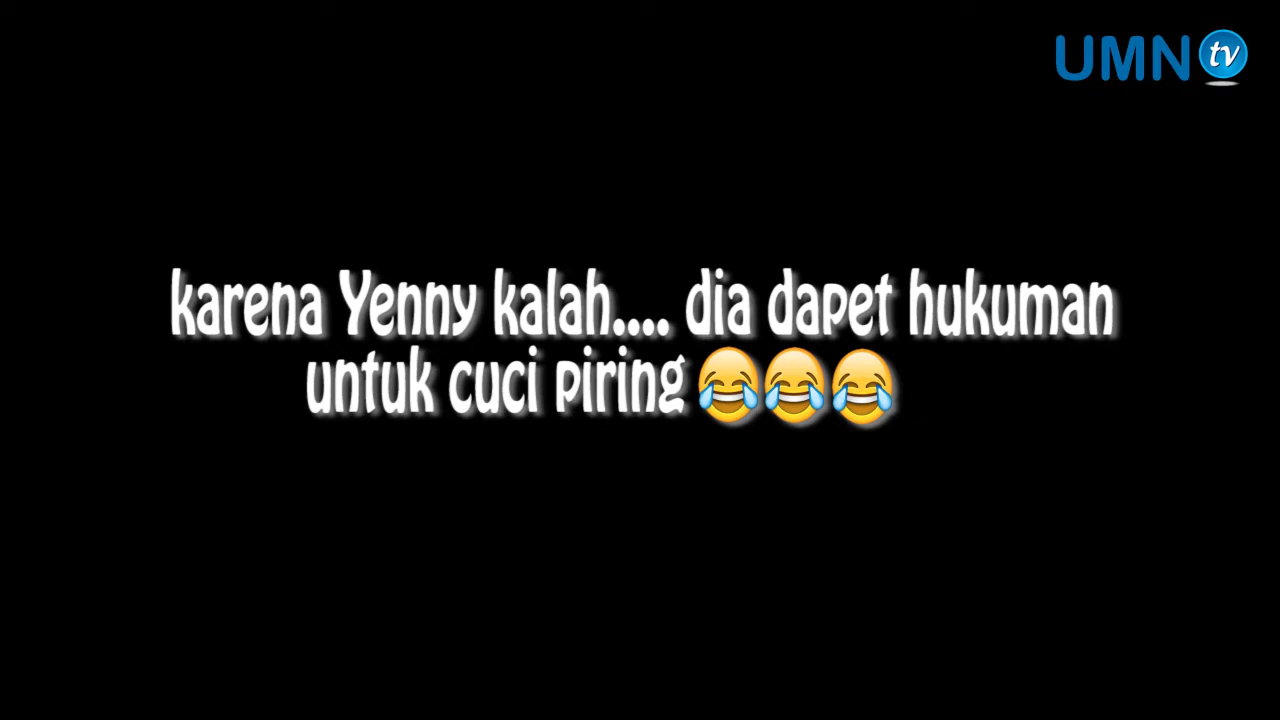 UMN tv
karena Yenny kalah.... dia dapet hukuman
untuk cuci piring 😂😂😂